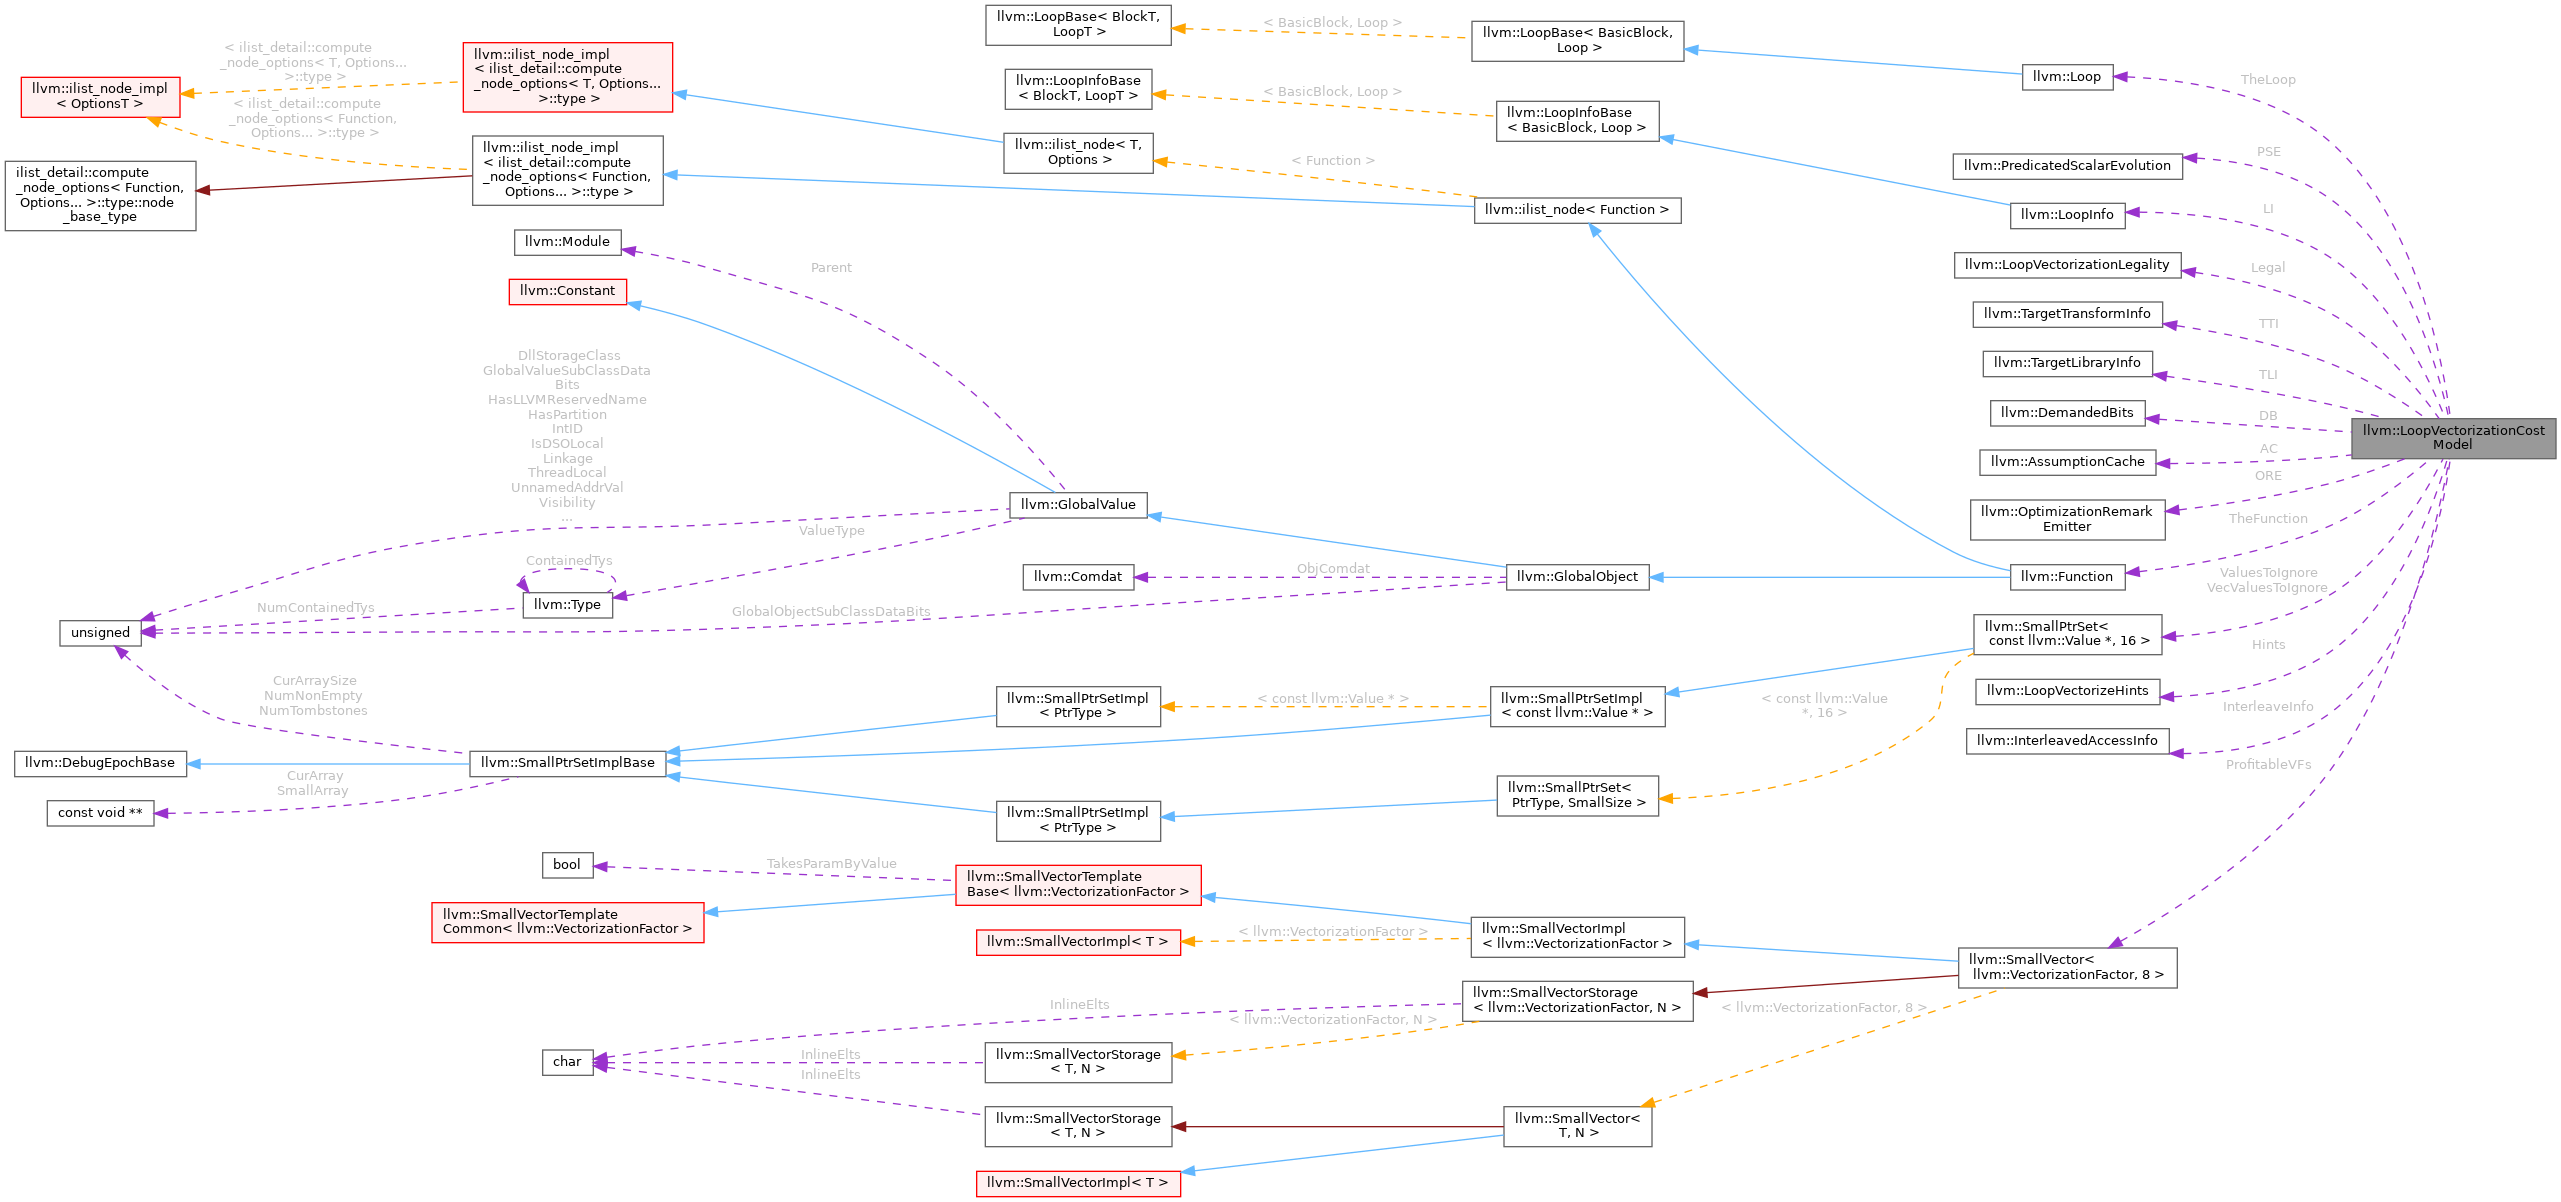 llvm::LoopBase< BlockT,
LoopT >
< BasicBlock, Loop >
llvm::LoopBase< BasicBlock,
Loop >
< ilist_detail::compute
_node_options< T, Options...
>::type >
llvm::ilist_node_impl
< ilist_detail::compute
_node_options< T, Options...
>::type >
llvm::Loop
TheLoop
llvm::ilist_node_impl
< OptionsT >
< ilist_detail::compute
_node_options< Function,
Options... >::type >
llvm::LoopInfoBase
< BlockT, LoopT >
< BasicBlock, Loop >
llvm::LoopInfoBase
< BasicBlock, Loop >
llvm::ilist_node_impl
< ilist_detail::compute
_node_options< Function,
Options... >::type >
llvm::ilist_node< T,
Options >
< Function >
llvm::PredicatedScalarEvolution
PSE
ilist_detail::compute
_node_options< Function,
Options... >::type::node
_base_type
llvm::ilist_node< Function >
llvm::LoopInfo
LI
llvm::Module
Parent
llvm::LoopVectorizationLegality
Legal
llvm::Constant
llvm::TargetTransformInfo
TTI
DllStorageClass
GlobalValueSubClassData
Bits
HasLLVMReservedName
HasPartition
IntID
IsDSOLocal
Linkage
ThreadLocal
UnnamedAddrVal
Visibility
...
llvm::TargetLibraryInfo
TLI
llvm::DemandedBits
DB
llvm::LoopVectorizationCost
Model
llvm::AssumptionCache
AC
llvm::GlobalValue
ValueType
llvm::OptimizationRemark
Emitter
ORE
TheFunction
ContainedTys
llvm::Comdat
ObjComdat
llvm::GlobalObject
llvm::Function
ValuesToIgnore
VecValuesToIgnore
NumContainedTys
llvm::Type
GlobalObjectSubClassDataBits
unsigned
llvm::SmallPtrSet<
const llvm::Value *, 16 >
Hints
CurArraySize
NumNonEmpty
NumTombstones
llvm::SmallPtrSetImpl
< PtrType >
< const llvm::Value * >
llvm::SmallPtrSetImpl
< const llvm::Value * >
< const llvm::Value
*, 16 >
llvm::LoopVectorizeHints
InterleaveInfo
llvm::InterleavedAccessInfo
llvm::DebugEpochBase
llvm::SmallPtrSetImplBase
ProfitableVFs
CurArray
SmallArray
const void **
llvm::SmallPtrSetImpl
< PtrType >
llvm::SmallPtrSet<
PtrType, SmallSize >
bool
TakesParamByValue
llvm::SmallVectorTemplate
Base< llvm::VectorizationFactor >
llvm::SmallVectorTemplate
Common< llvm::VectorizationFactor >
llvm::SmallVectorImpl< T >
< llvm::VectorizationFactor >
llvm::SmallVectorImpl
< llvm::VectorizationFactor >
llvm::SmallVector<
llvm::VectorizationFactor, 8 >
InlineElts
llvm::SmallVectorStorage
< llvm::VectorizationFactor, N >
< llvm::VectorizationFactor, 8 >
< llvm::VectorizationFactor, N >
char
InlineElts
llvm::SmallVectorStorage
< T, N >
InlineElts
llvm::SmallVectorStorage
< T, N >
llvm::SmallVector<
T, N >
llvm::SmallVectorImpl< T >